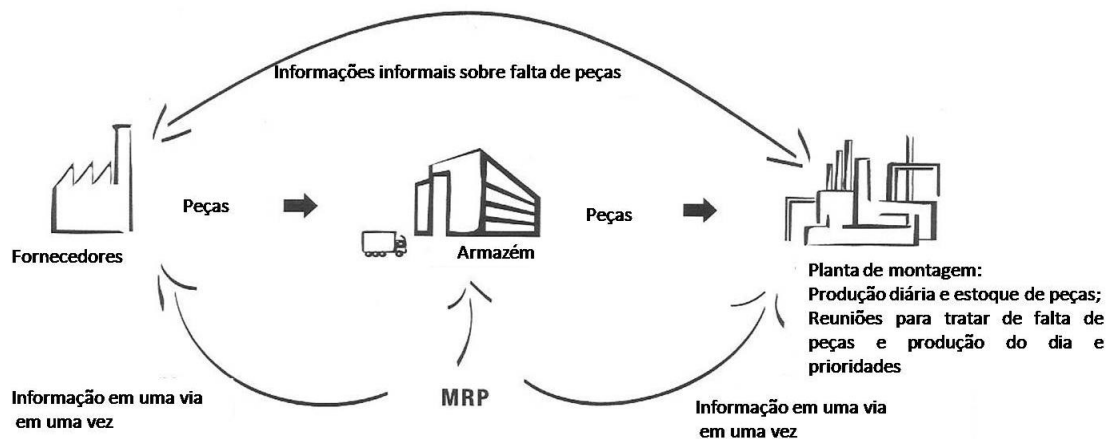 Informações informais sobre falta de peças
Peças
Peças
Fornecedores
Armazém
Planta de montagem:
Produção diária e estoque de peças;
Reuniões para tratar de falta de
peças e produção do dia e
prioridades
Informação em uma via
em uma vez
MRP
Informação em uma via
em uma vez